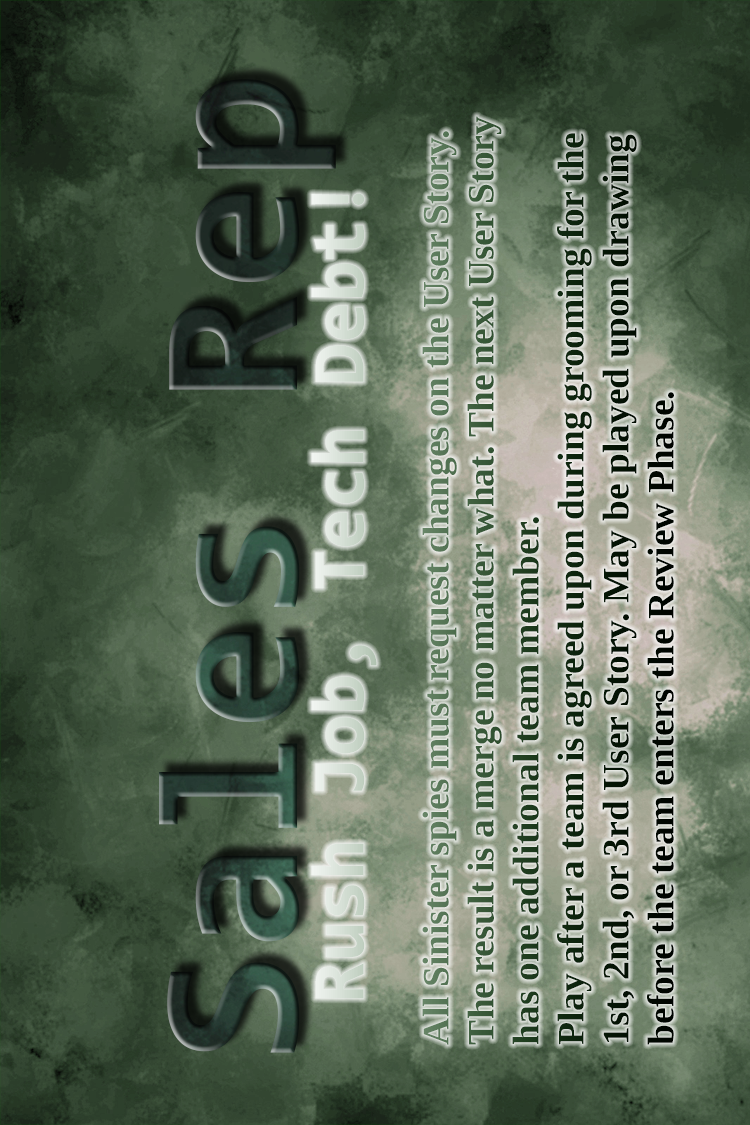 Sales Rep
Rush Job, Tech Debt!
All Sinister spies must request changes on the User Story.
The result is a merge no matter what. The next User Story
has one additional team member.
Play after a team is agreed upon during grooming for the
1st, 2nd, or 3rd User Story. May be played upon drawing
before the team enters the Review Phase.